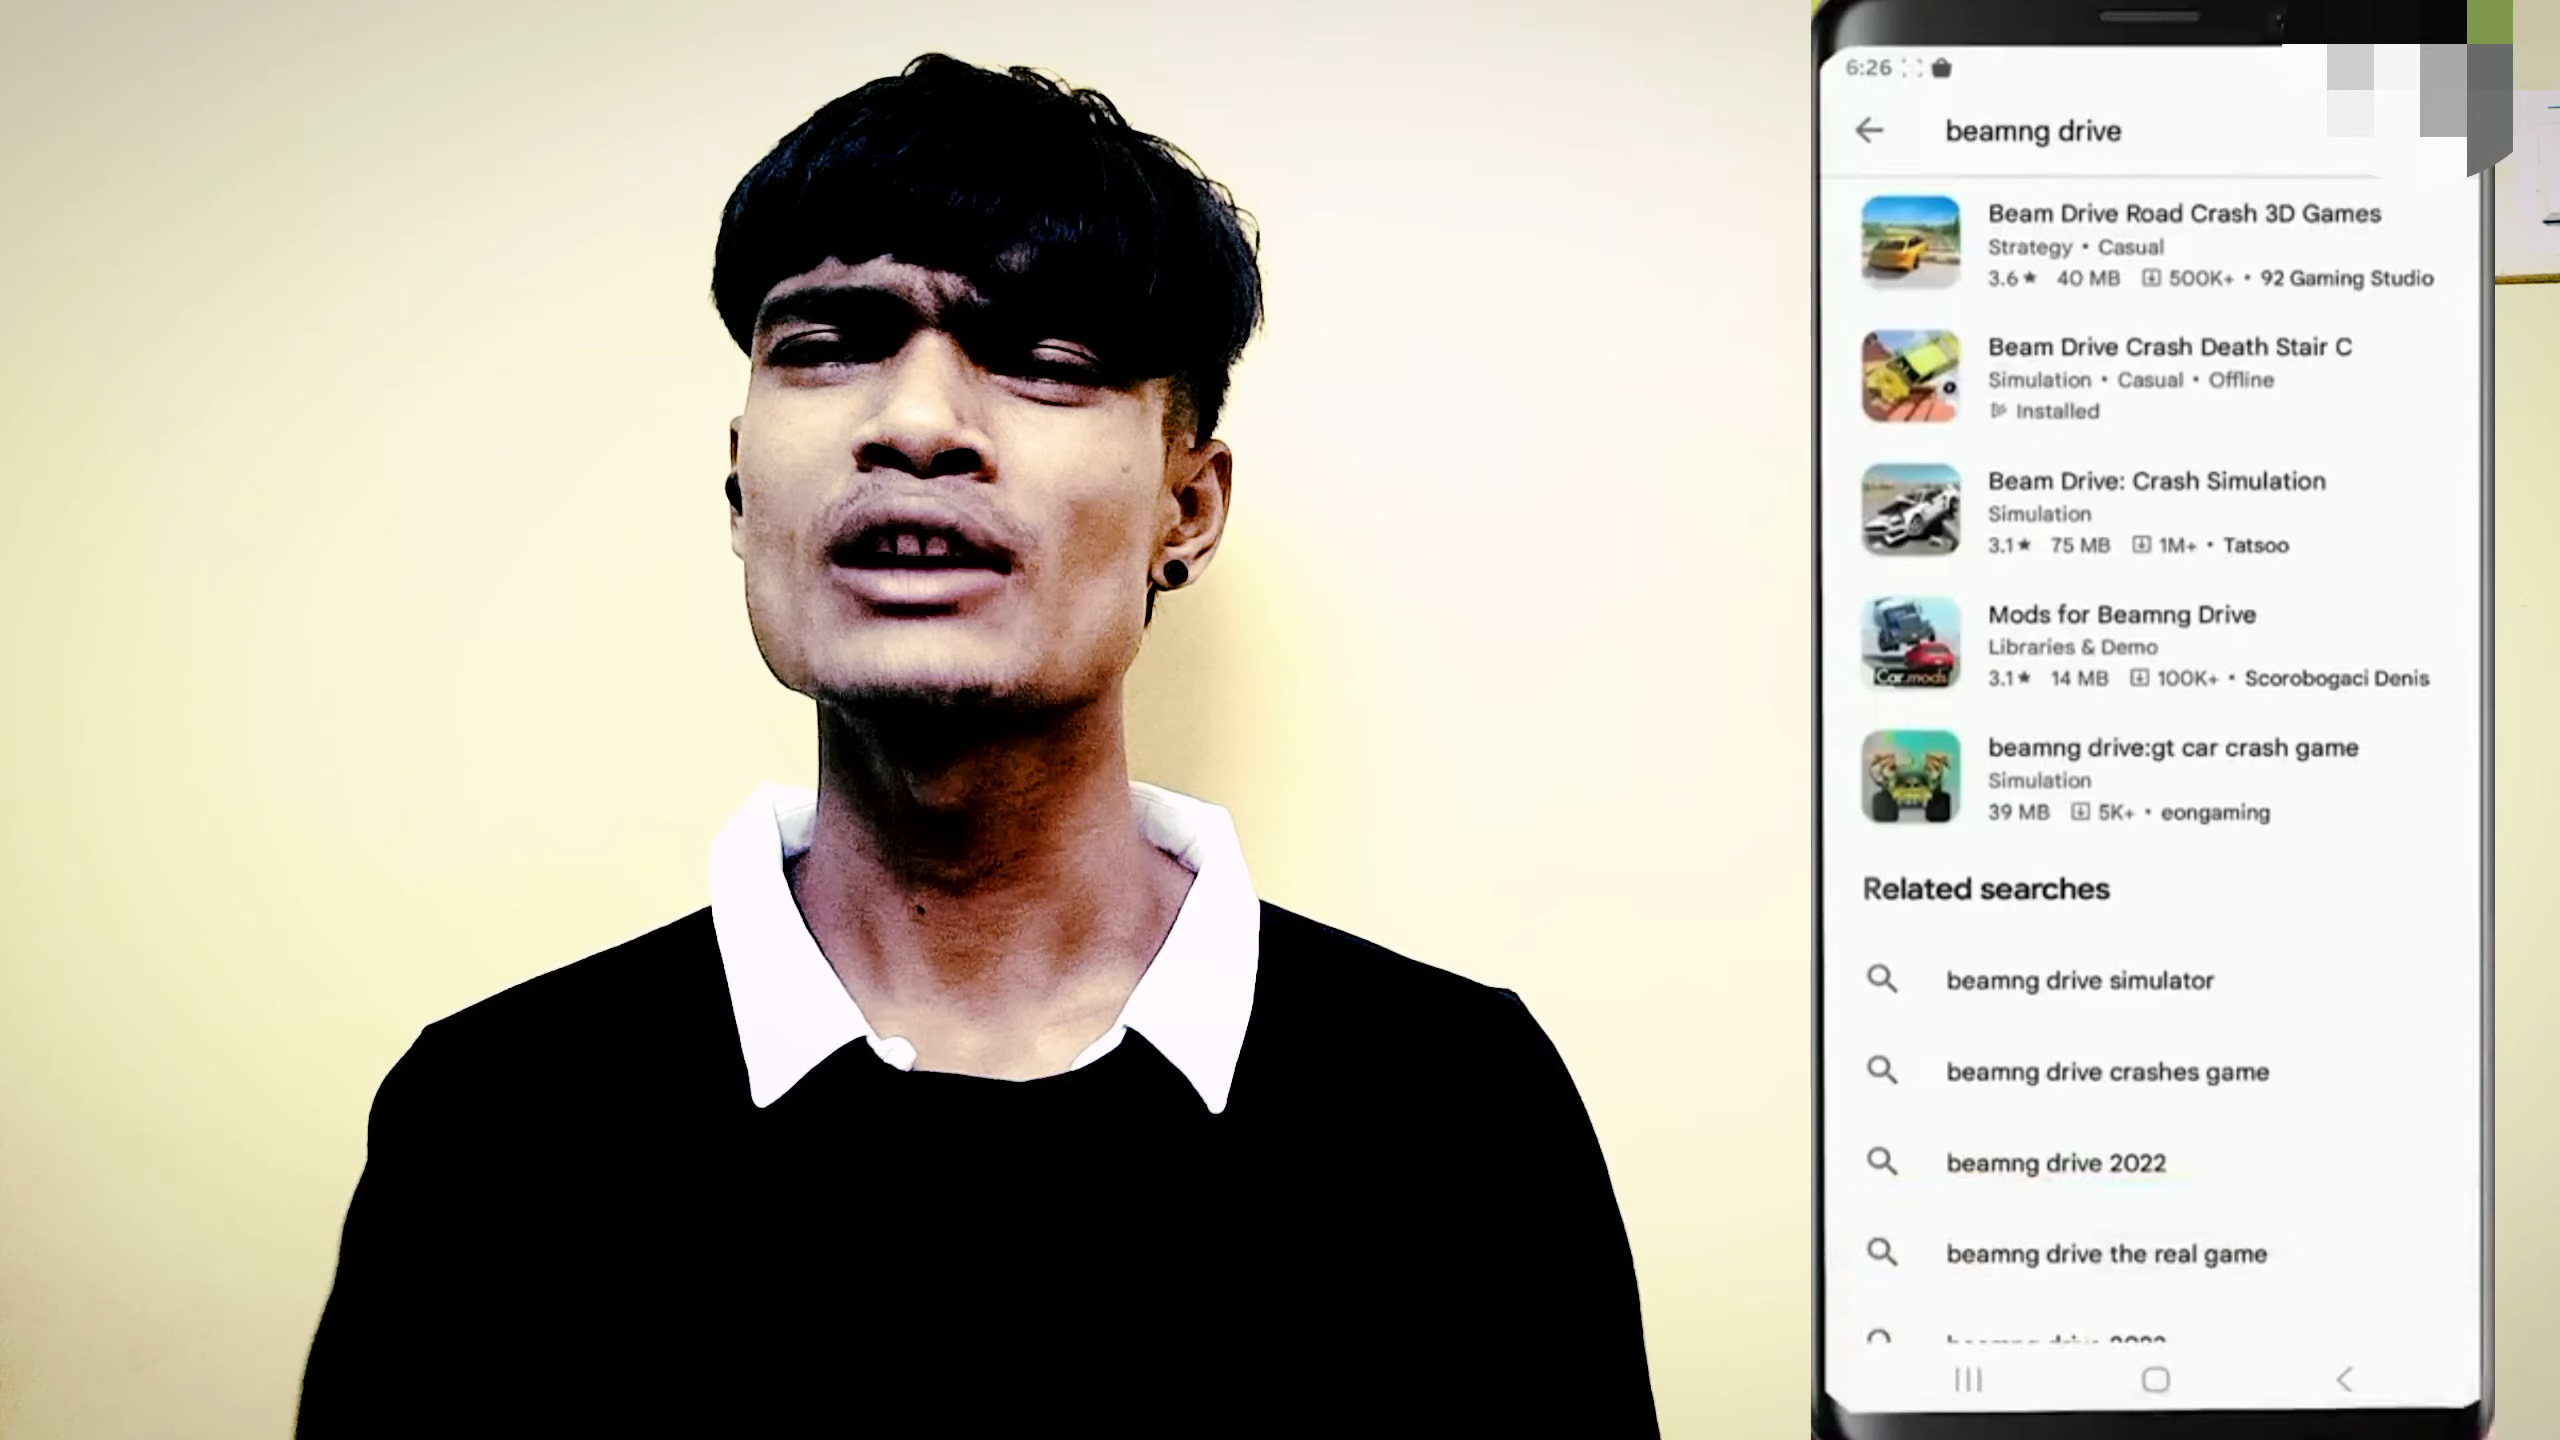 6:26
beamng drive
Beam Drive Road Crash 3D Games
Strategy • Casual
3.6★ 40 MB 500K+ • 92 Gaming Studio
Beam Drive Crash Death Stair C
Simulation • Casual • Offline
Installed
Beam Drive: Crash Simulation
Simulation
3.1★ 75 MB 1M+ • Tatsoo
Mods for Beamng Drive
Libraries & Demo
3.1★ 14 MB 100K+ • Scorobogaci Denis
Car mods
beamng drive:gt car crash game
Simulation
39 MB 5K+ • eongaming
Related searches
beamng drive simulator
beamng drive crashes game
beamng drive 2022
beamng drive the real game